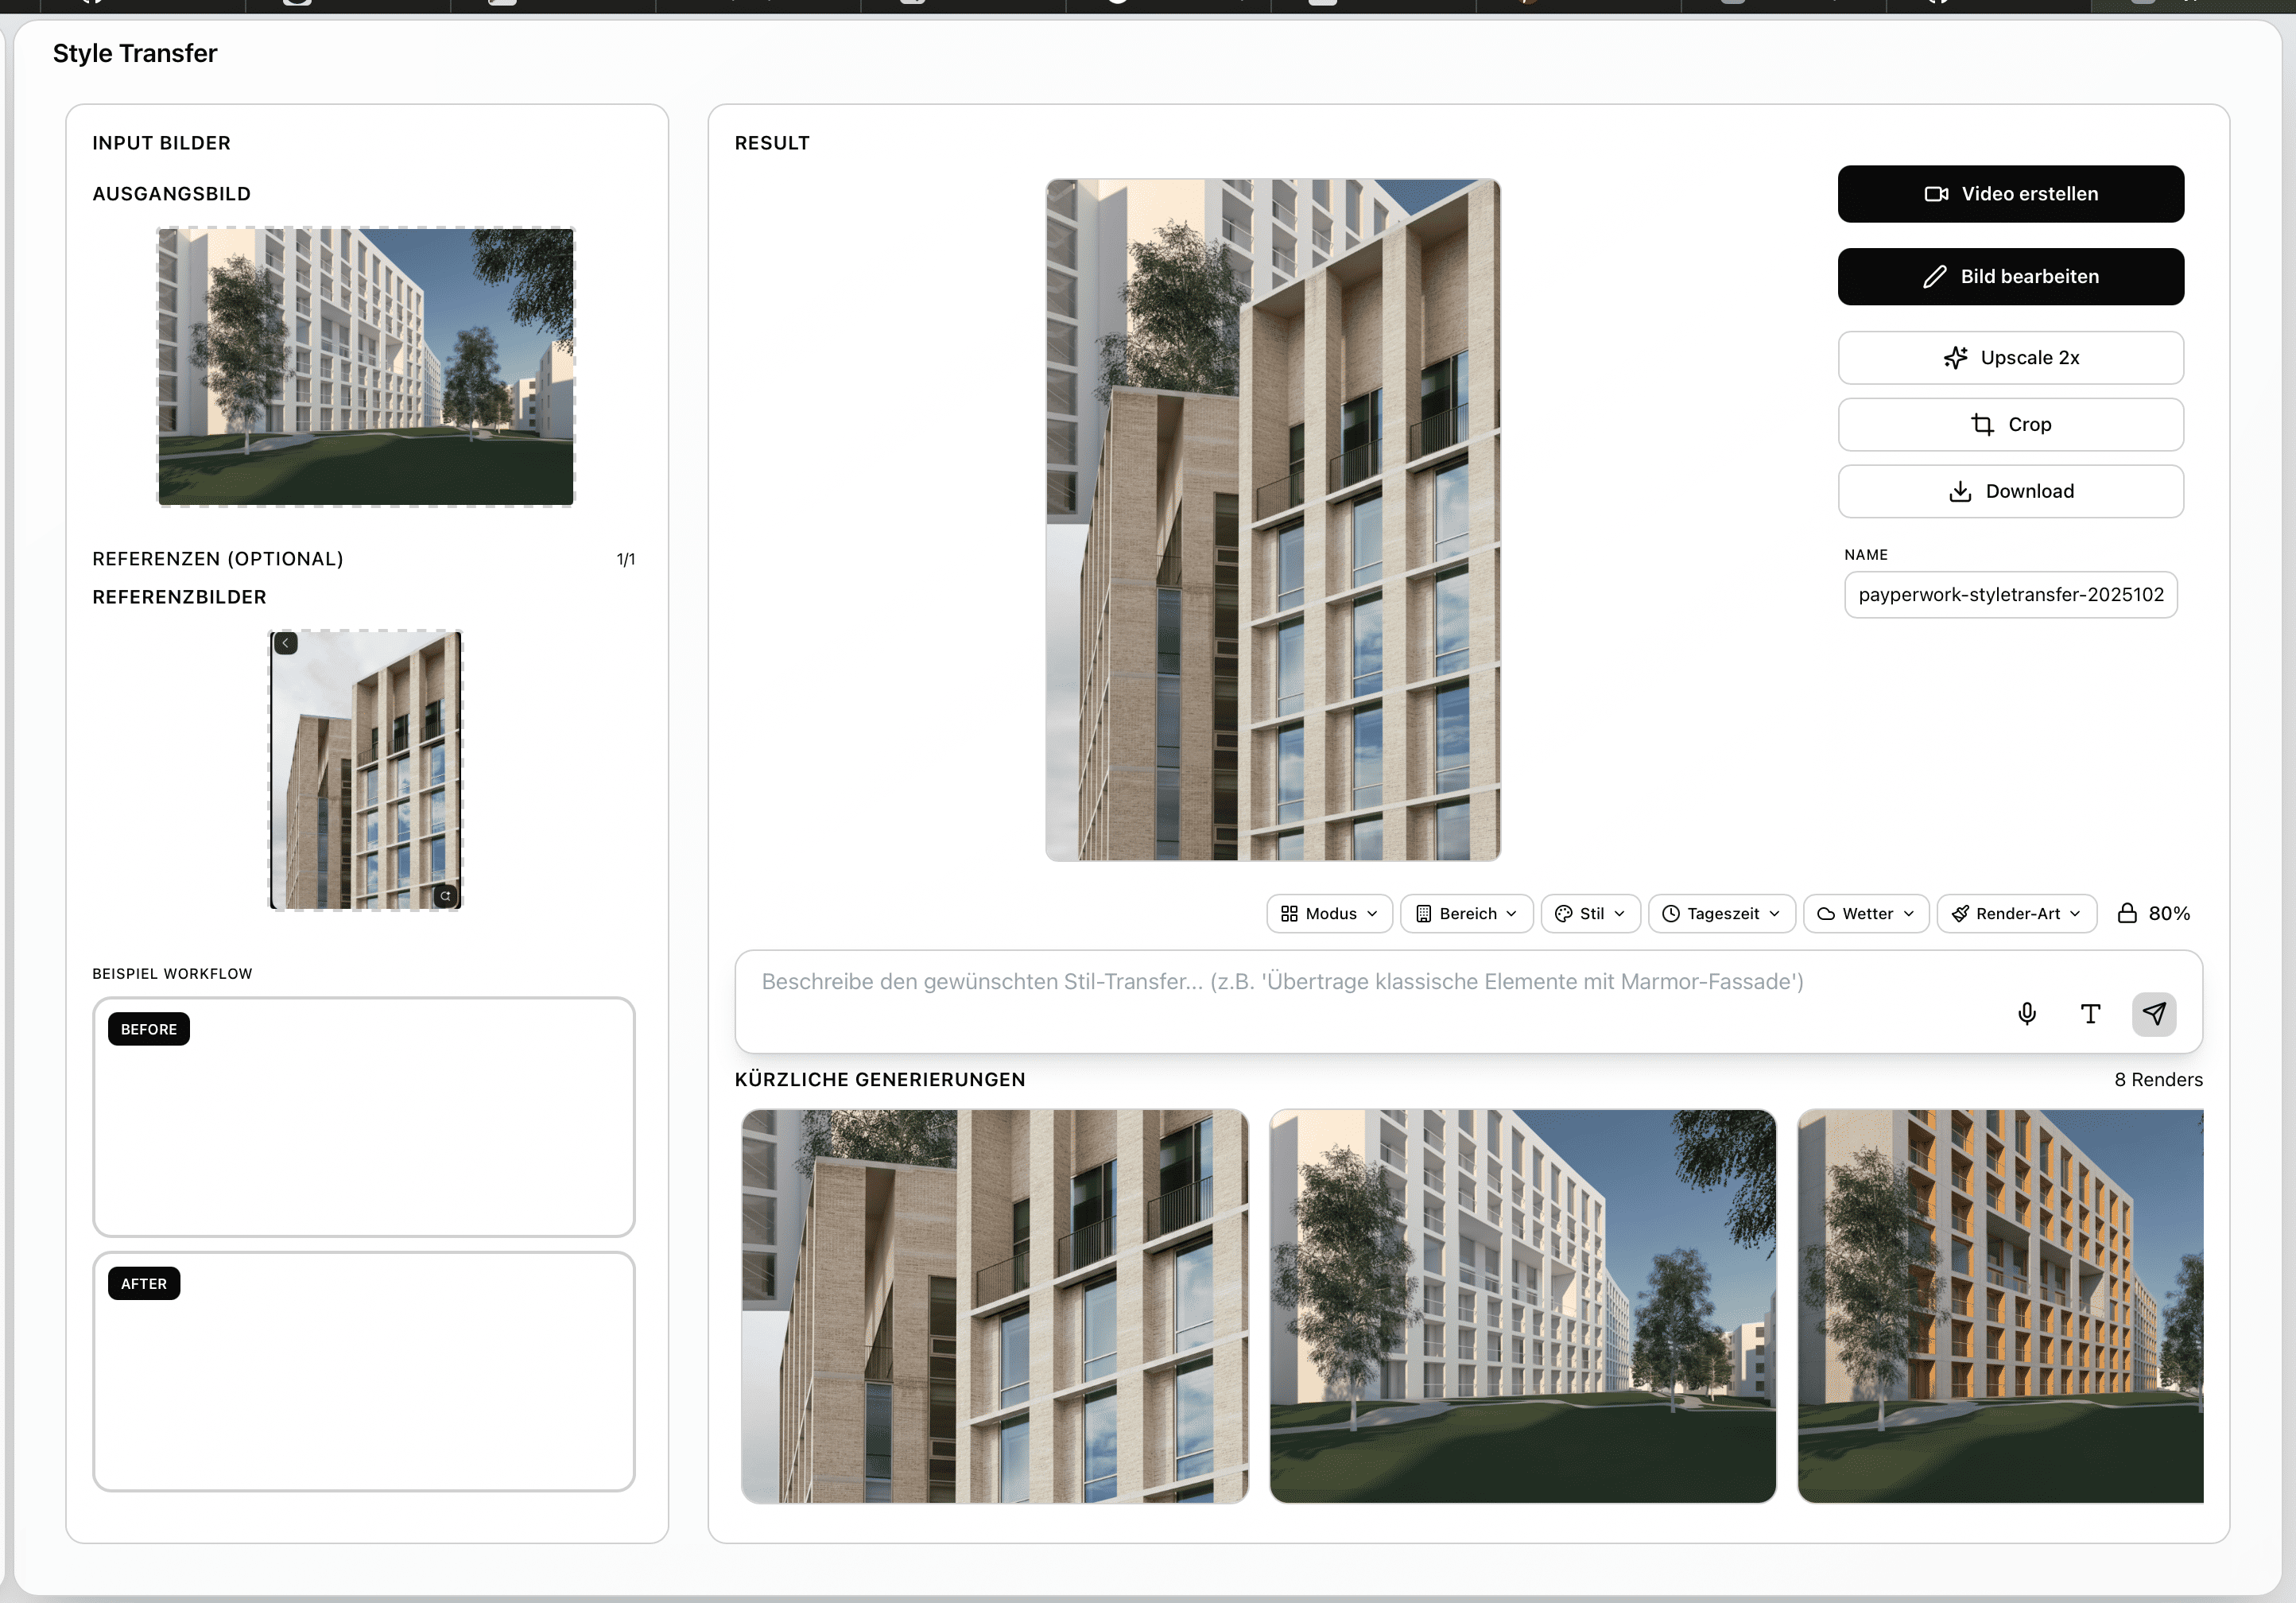 Style Transfer
INPUT BILDER
AUSGANGSBILD
REFERENZEN (OPTIONAL)
1/1
REFERENZBILDER
BEISPIEL WORKFLOW
BEFORE
AFTER
RESULT
Video erstellen
Bild bearbeiten
Upscale 2x
Crop
Download
NAME
payperwork-styletransfer-2025102
Modus
Bereich
Stil
Tageszeit
Wetter
Render-Art
80%
Beschreibe den gewünschten Stil-Transfer... (z.B. 'Übertrage klassische Elemente mit Marmor-Fassade')
KÜRZLICHE GENERIERUNGEN
8 Renders